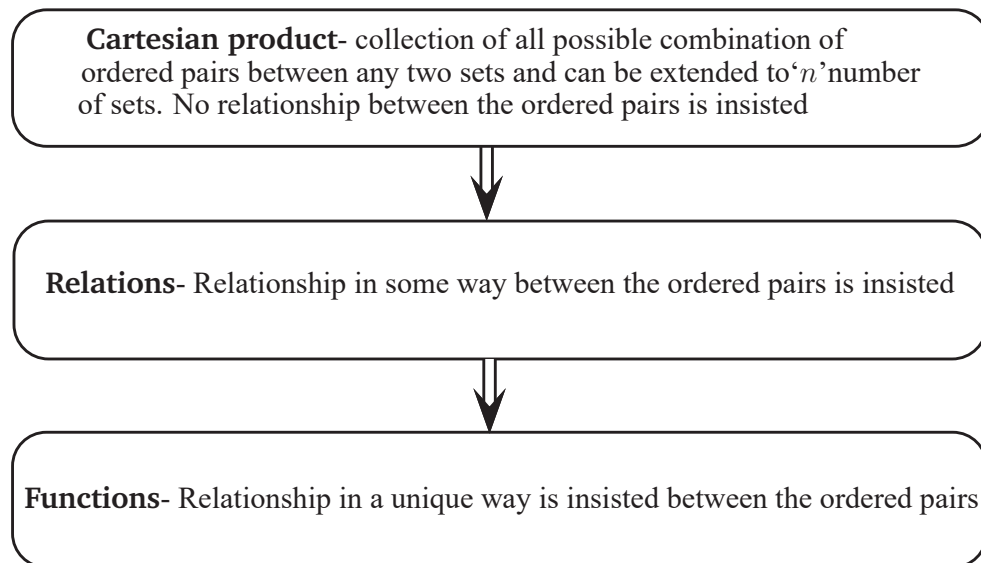 Cartesian product- collection of all possible combination of
ordered pairs between any two sets and can be extended to‘n’number
of sets. No relationship between the ordered pairs is insisted
Relations- Relationship in some way between the ordered pairs is insisted
Functions- Relationship in a unique way is insisted between the ordered pairs